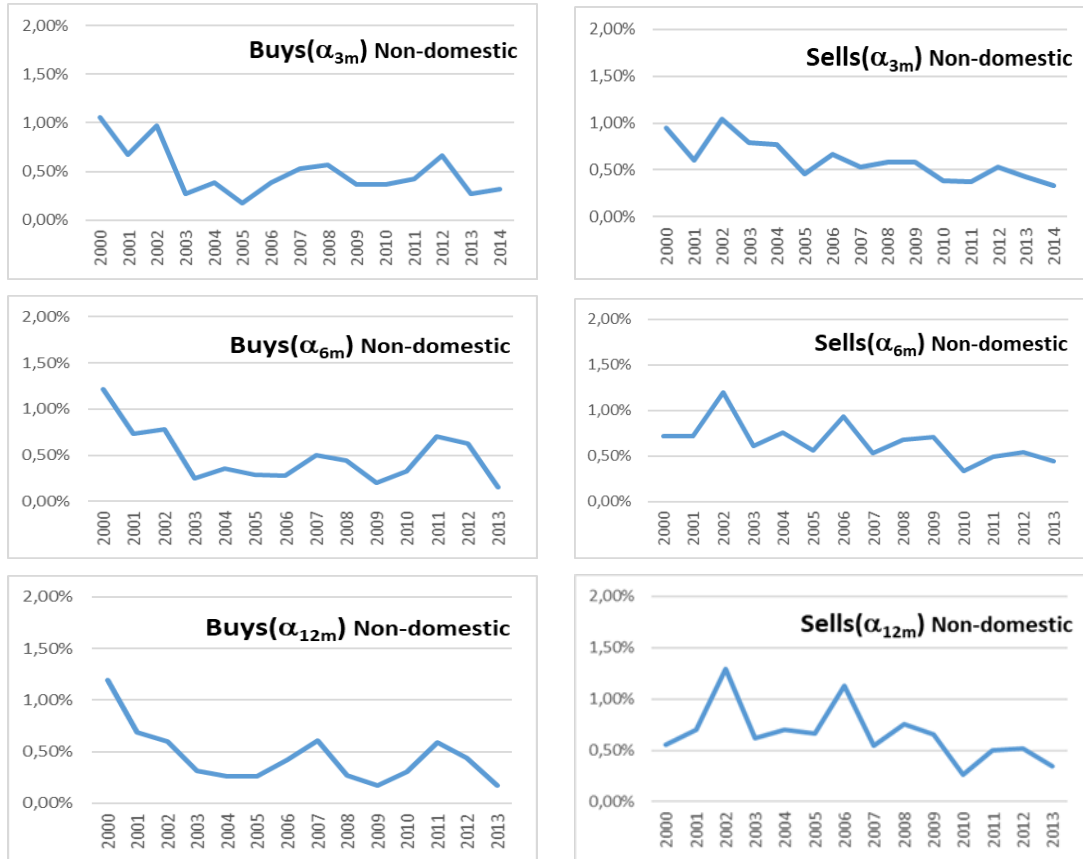 2,00%
Buys(α3m) Non-domestic
1,50%
1,00%
0,50%
0,00%
2000 2001 2002 2003 2004 2005 2006 2007 2008 2009 2010 2011 2012 2013 2014
2,00%
Sells(α3m) Non-domestic
1,50%
1,00%
0,50%
0,00%
2000 2001 2002 2003 2004 2005 2006 2007 2008 2009 2010 2011 2012 2013 2014
2,00%
Buys(α6m) Non-domestic
1,50%
1,00%
0,50%
0,00%
2000 2001 2002 2003 2004 2005 2006 2007 2008 2009 2010 2011 2012 2013
2,00%
Sells(α6m) Non-domestic
1,50%
1,00%
0,50%
0,00%
2000 2001 2002 2003 2004 2005 2006 2007 2008 2009 2010 2011 2012 2013
2,00%
Buys(α12m) Non-domestic
1,50%
1,00%
0,50%
0,00%
2000 2001 2002 2003 2004 2005 2006 2007 2008 2009 2010 2011 2012 2013
2,00%
Sells(α12m) Non-domestic
1,50%
1,00%
0,50%
0,00%
2000 2001 2002 2003 2004 2005 2006 2007 2008 2009 2010 2011 2012 2013